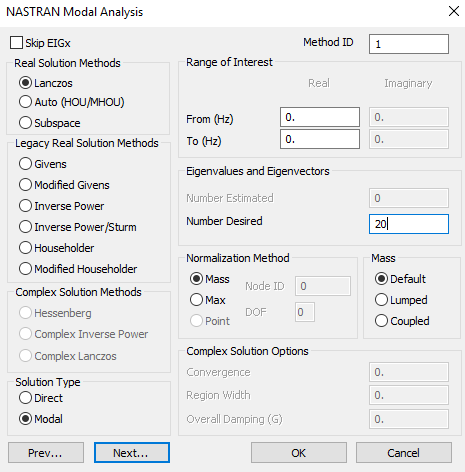 NASTRAN Modal Analysis
Skip EIGx
Method ID 1
Real Solution Methods
Lanczos
Auto (HOU/MHOU)
Subspace
Legacy Real Solution Methods
Givens
Modified Givens
Inverse Power
Inverse Power/Sturm
Householder
Modified Householder
Complex Solution Methods
Hessenberg
Complex Inverse Power
Complex Lanczos
Solution Type
Direct
Modal
Range of Interest
Real Imaginary
From (Hz) 0. 0.
To (Hz) 0. 0.
Eigenvalues and Eigenvectors
Number Estimated 0
Number Desired 20
Normalization Method
Mass
Max
Point
Node ID 0
DOF 0
Mass
Default
Lumped
Coupled
Complex Solution Options
Convergence 0.
Region Width 0.
Overall Damping (G) 0.
Prev... Next... OK Cancel